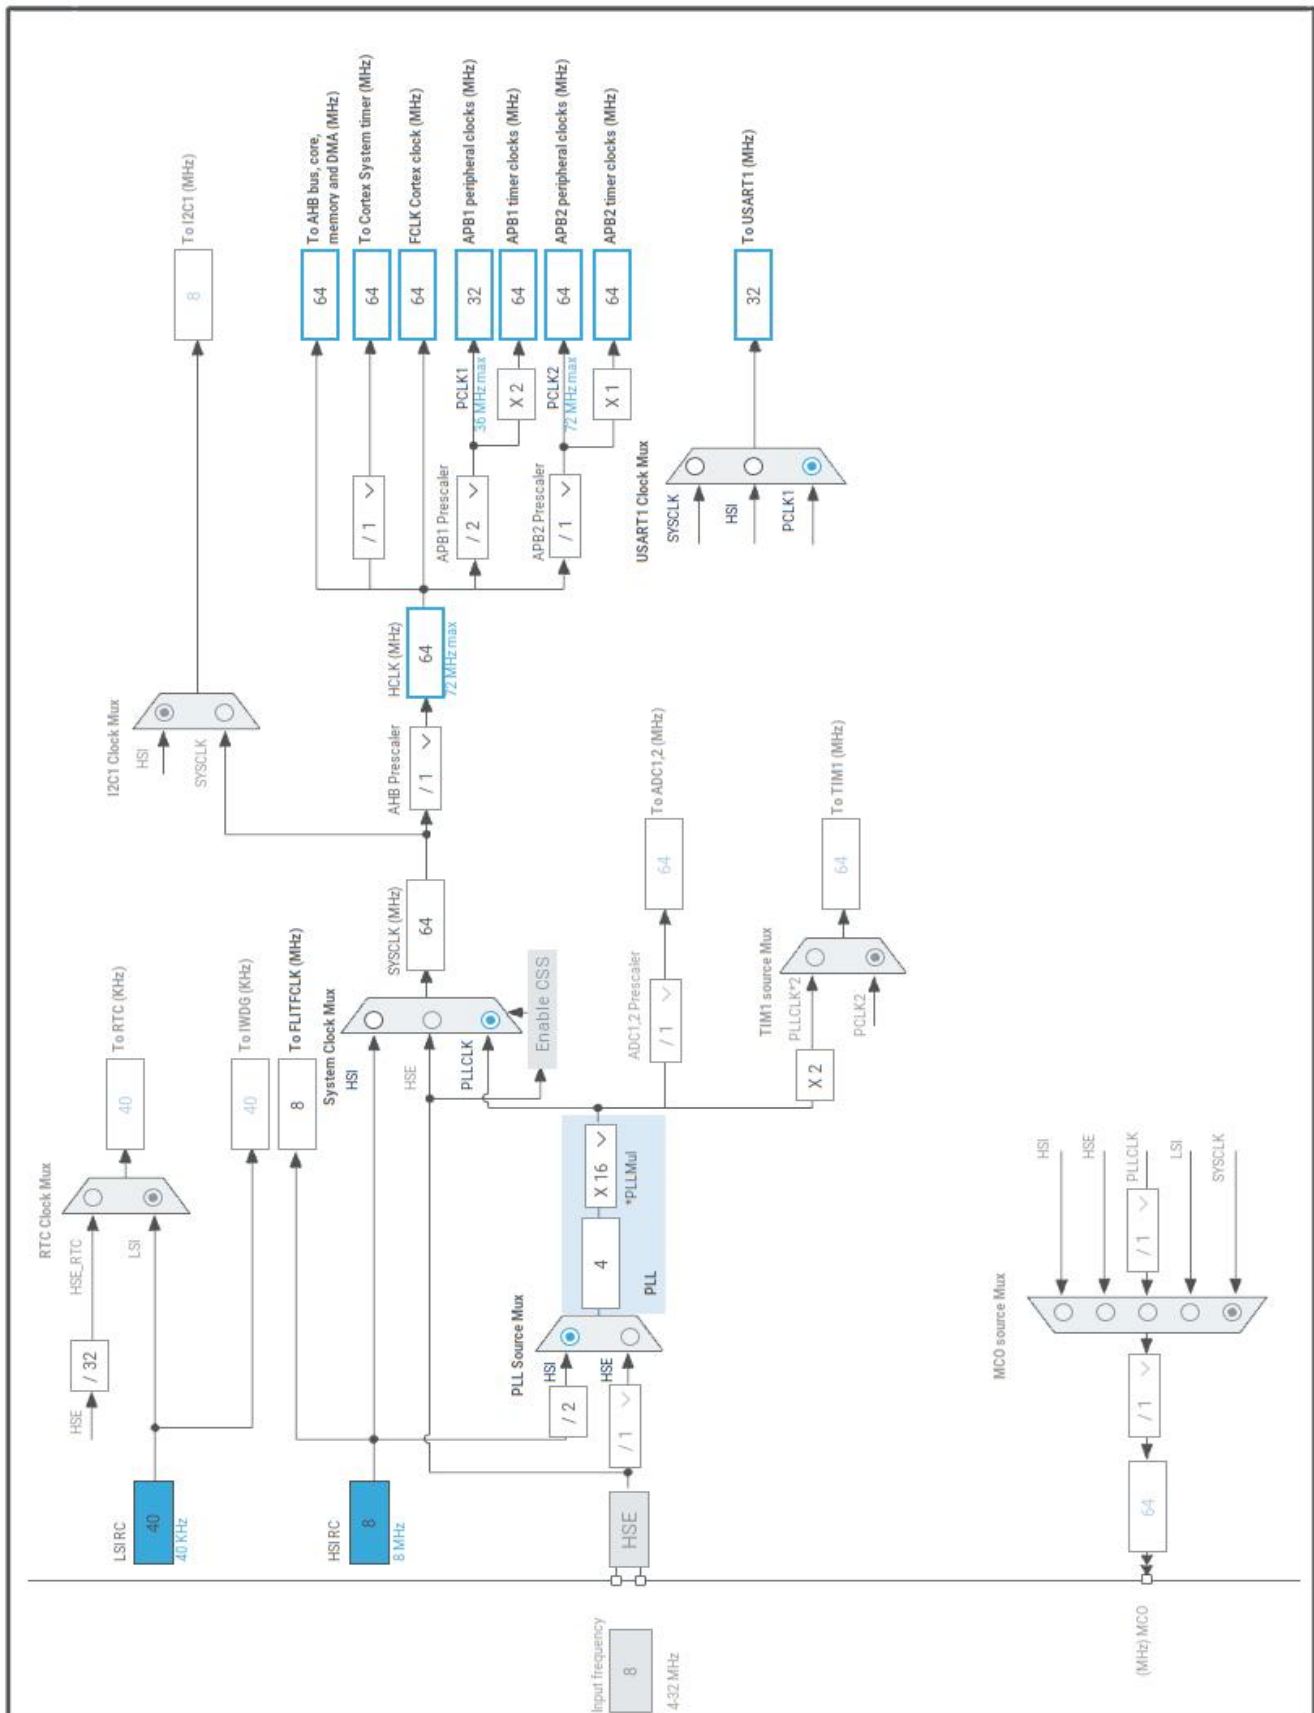 RTC Clock Mux
HSE
/ 32
HSE_RTC
LSI
40
To RTC (KHz)
LSI RC
40
40 KHz
40
To IWDG (KHz)
8
To FLITFCLK (MHz)
HSI RC
8
8 MHz
I2C1 Clock Mux
HSI
SYSCLK
8
To I2C1 (MHz)
System Clock Mux
HSI
HSE
PLLCLK
Enable CSS
SYSCLK (MHz)
64
AHB Prescaler
/ 1
HCLK (MHz)
64
72 MHz max
64
To AHB bus, core,
memory and DMA (MHz)
/ 1
64
To Cortex System timer (MHz)
64
FCLK Cortex clock (MHz)
APB1 Prescaler
/ 2
PCLK1
36 MHz max
32
APB1 peripheral clocks (MHz)
X 2
64
APB1 timer clocks (MHz)
APB2 Prescaler
/ 1
PCLK2
72 MHz max
64
APB2 peripheral clocks (MHz)
X 1
64
APB2 timer clocks (MHz)
PLL Source Mux
/ 2
HSI
HSE
/ 1
4
X 16
*PLLMul
PLL
Input frequency
8
4-32 MHz
HSE
ADC1,2 Prescaler
/ 1
64
To ADC1,2 (MHz)
TIM1 source Mux
X 2
PLLCLK*2
PCLK2
64
To TIM1 (MHz)
USART1 Clock Mux
SYSCLK
HSI
PCLK1
32
To USART1 (MHz)
MCO source Mux
HSI
HSE
/ 1
PLLCLK
LSI
SYSCLK
/ 1
64
(MHz) MCO